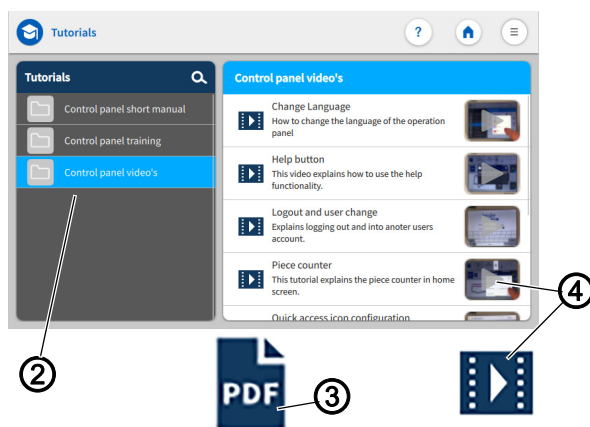 Tutorials
?
Tutorials
Control panel short manual
Control panel training
Control panel video's
Control panel video's
Change Language
How to change the language of the operation
panel
Help button
This video explains how to use the help
functionality.
Logout and user change
Explains logging out and into anoter users
account.
Piece counter
This tutorial explains the piece counter in home
screen.
Quick access icon configuration
2
PDF
3
4